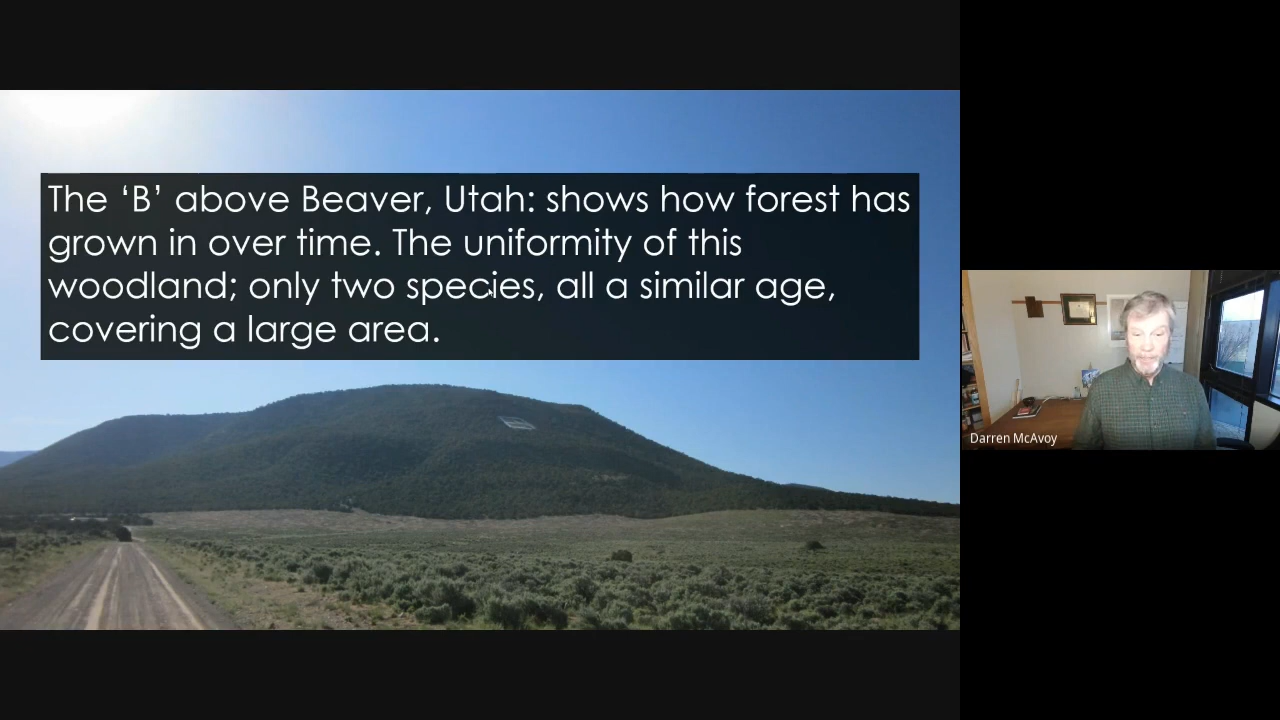 The ‘B’ above Beaver, Utah: shows how forest has
grown in over time. The uniformity of this
woodland; only two species, all a similar age,
covering a large area.
Darren McAvoy